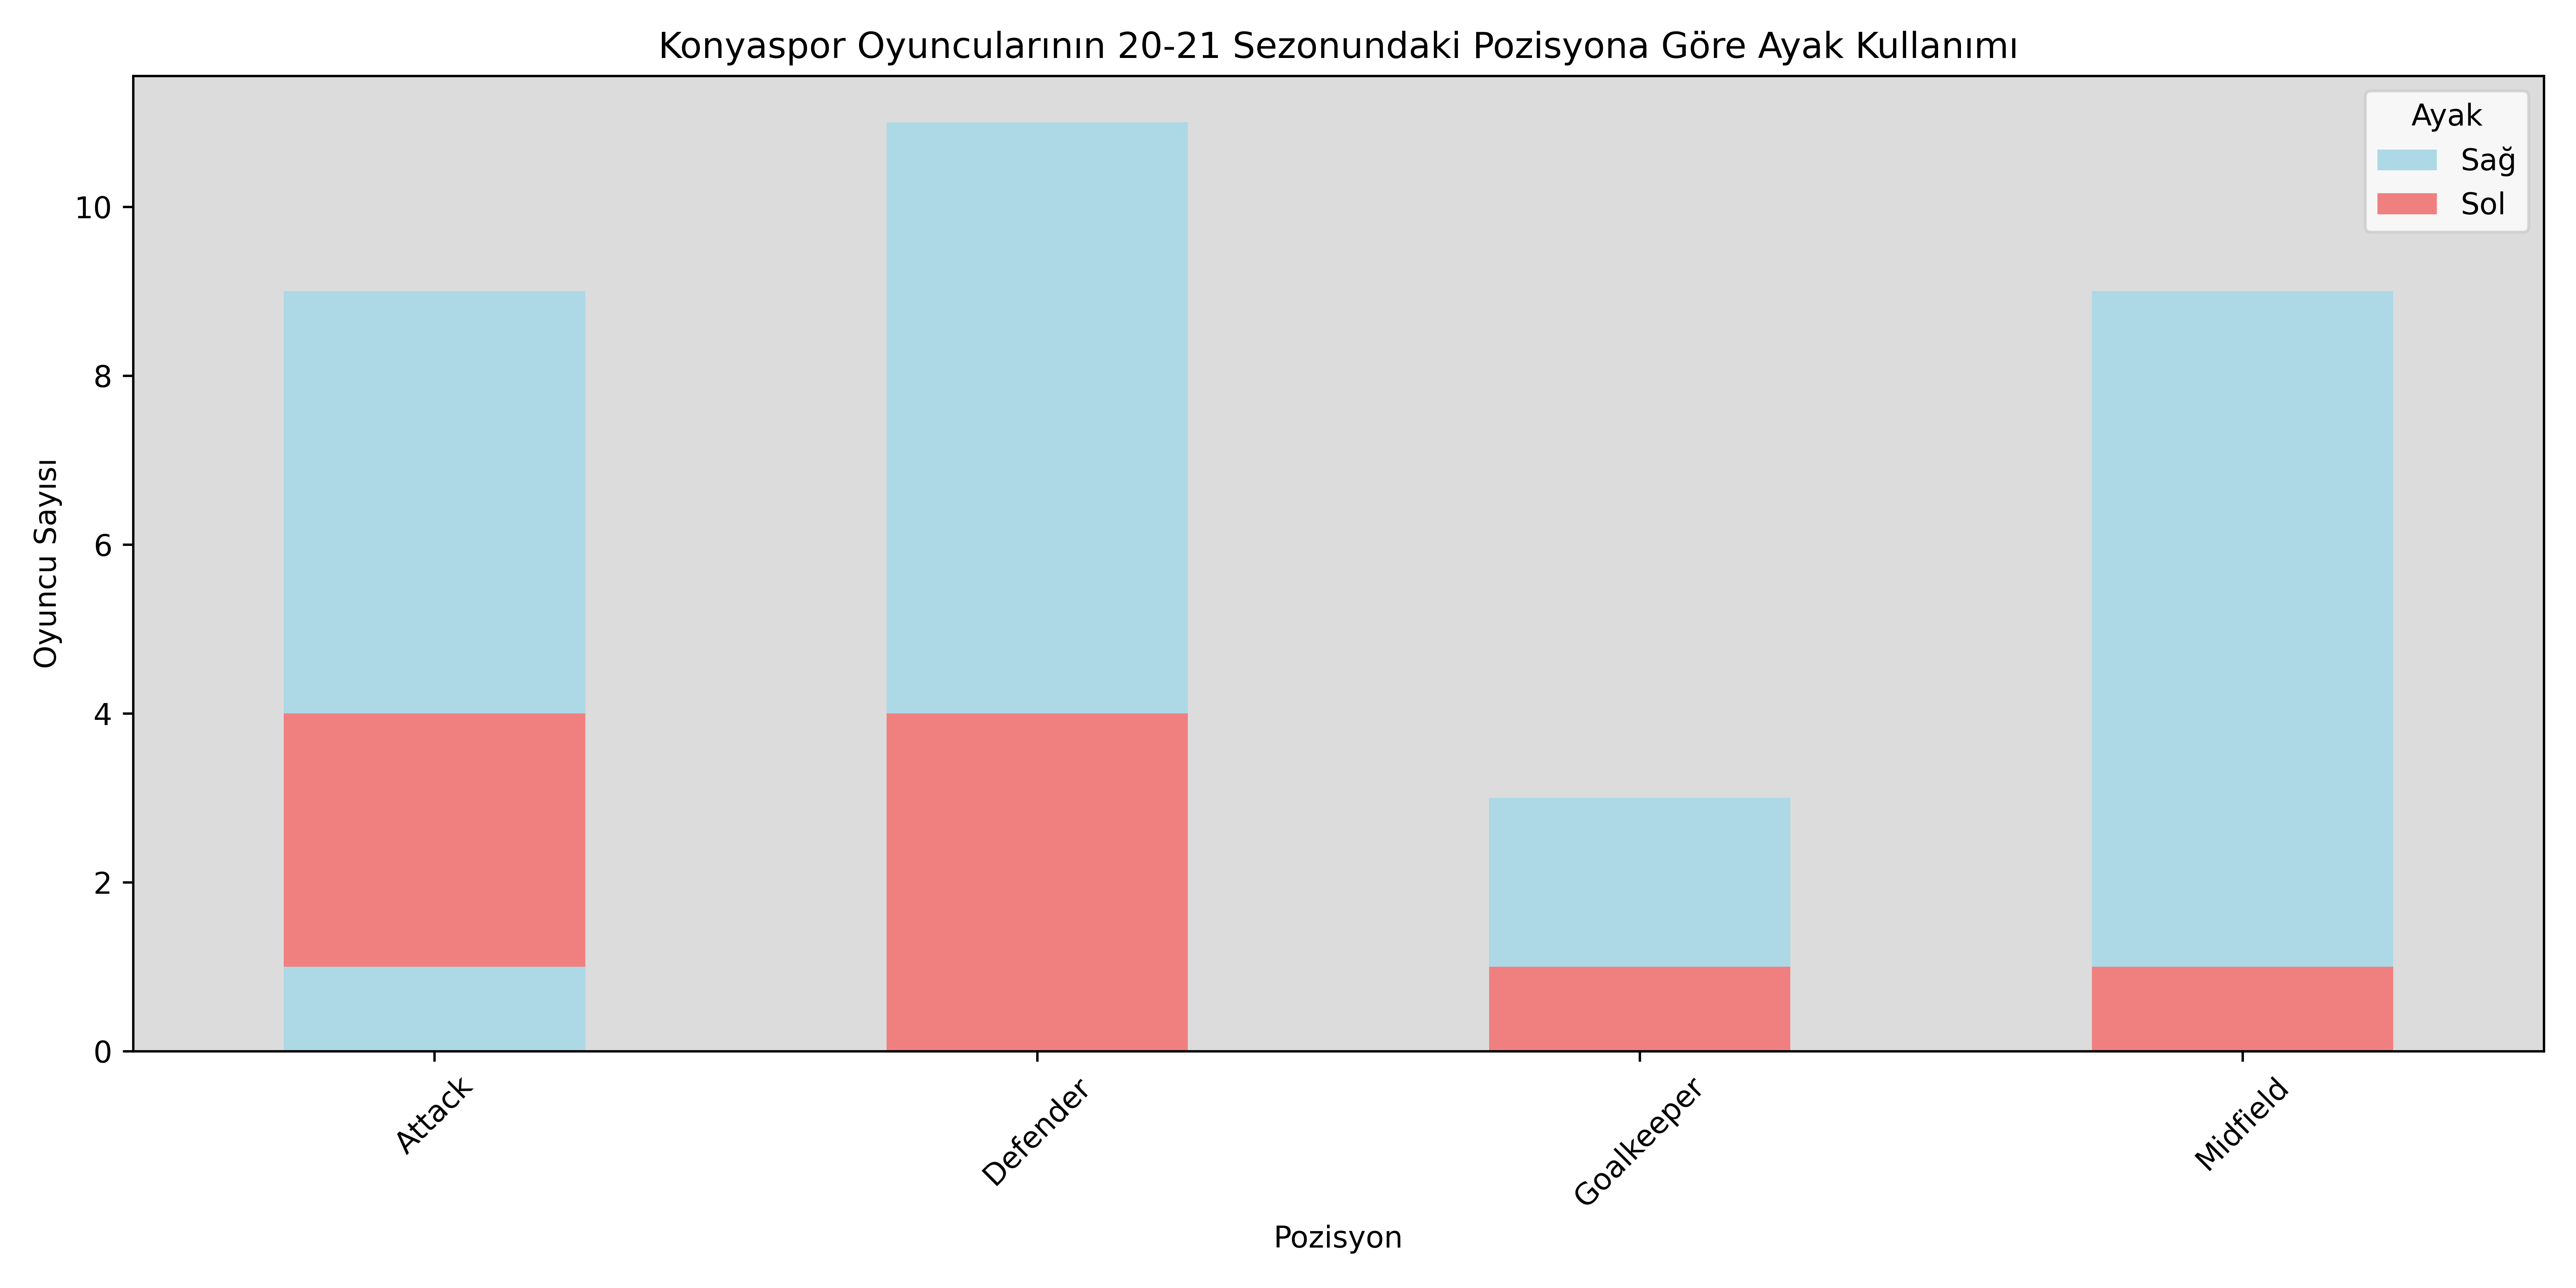 Konyaspor Oyuncularının 20-21 Sezonundaki Pozisyona Göre Ayak Kullanımı
Ayak
Sağ
Sol
Oyuncu Sayısı
10
8
6
4
2
0
Attack
Defender
Goalkeeper
Midfield
Pozisyon